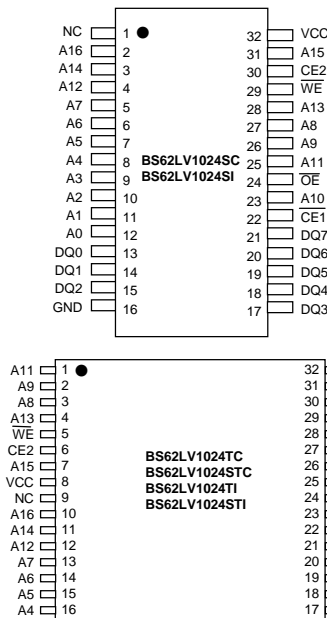 NC 1 32 VCC
A16 2 31 A15
A14 3 30 CE2
A12 4 29 WE
A7 5 28 A13
A6 6 27 A8
A5 7 26 A9
A4 8 BS62LV1024SC 25 A11
A3 9 BS62LV1024SI 24 OE
A2 10 23 A10
A1 11 22 CE1
A0 12 21 DQ7
DQ0 13 20 DQ6
DQ1 14 19 DQ5
DQ2 15 18 DQ4
GND 16 17 DQ3
A11 1 32
A9 2 31
A8 3 30
A13 4 29
WE 5 28
CE2 6 27
A15 7 BS62LV1024TC 26
VCC 8 BS62LV1024STC 25
NC 9 BS62LV1024TI 24
A16 10 BS62LV1024STI 23
A14 11 22
A12 12 21
A7 13 20
A6 14 19
A5 15 18
A4 16 17